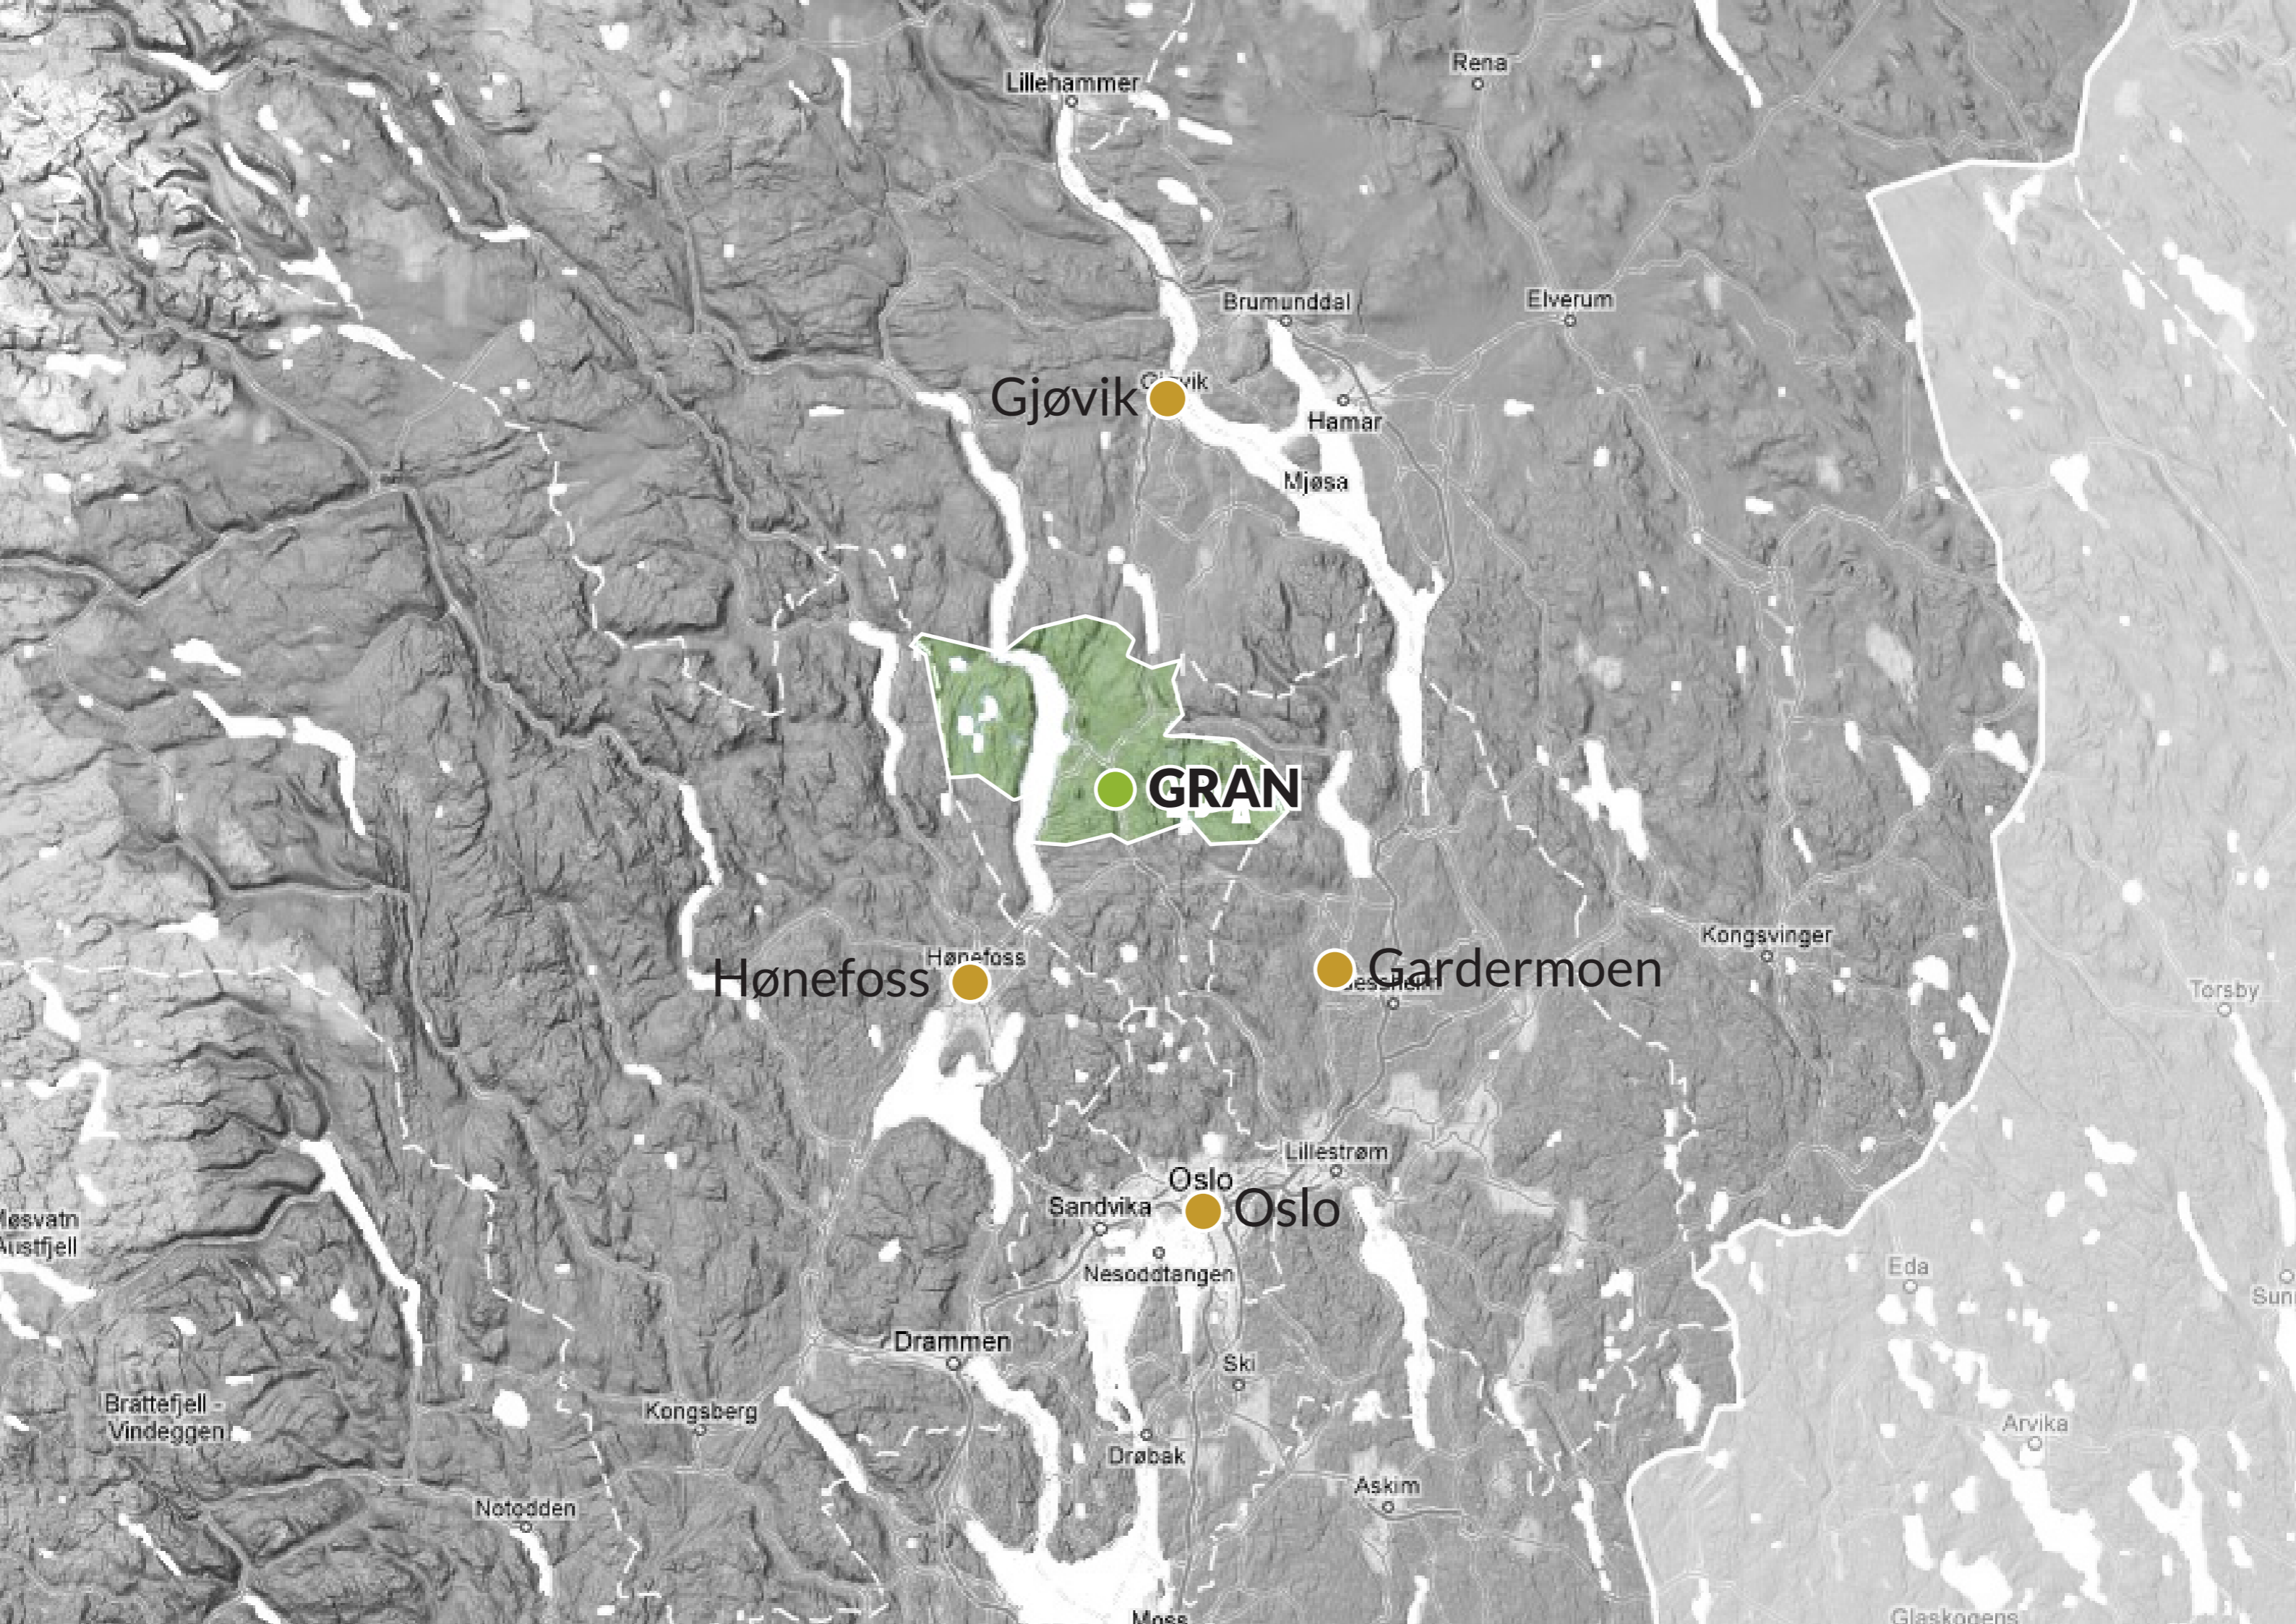 Rena
Lillehammer
Brumunddal
Elverum
Gjøvik
Hamar
Mjøsa
GRAN
Kongsvinger
Hønefoss
Hønefoss
Gardermoen
Torsby
Lillestrøm
Oslo
Sandvika
Oslo
Austfjell
Nesoddtangen
Eda
Drammen
Ski
Brattefjell -
Vindeggen
Kongsberg
Arvika
Drøbak
Askim
Notodden
Moss
Glaskogens